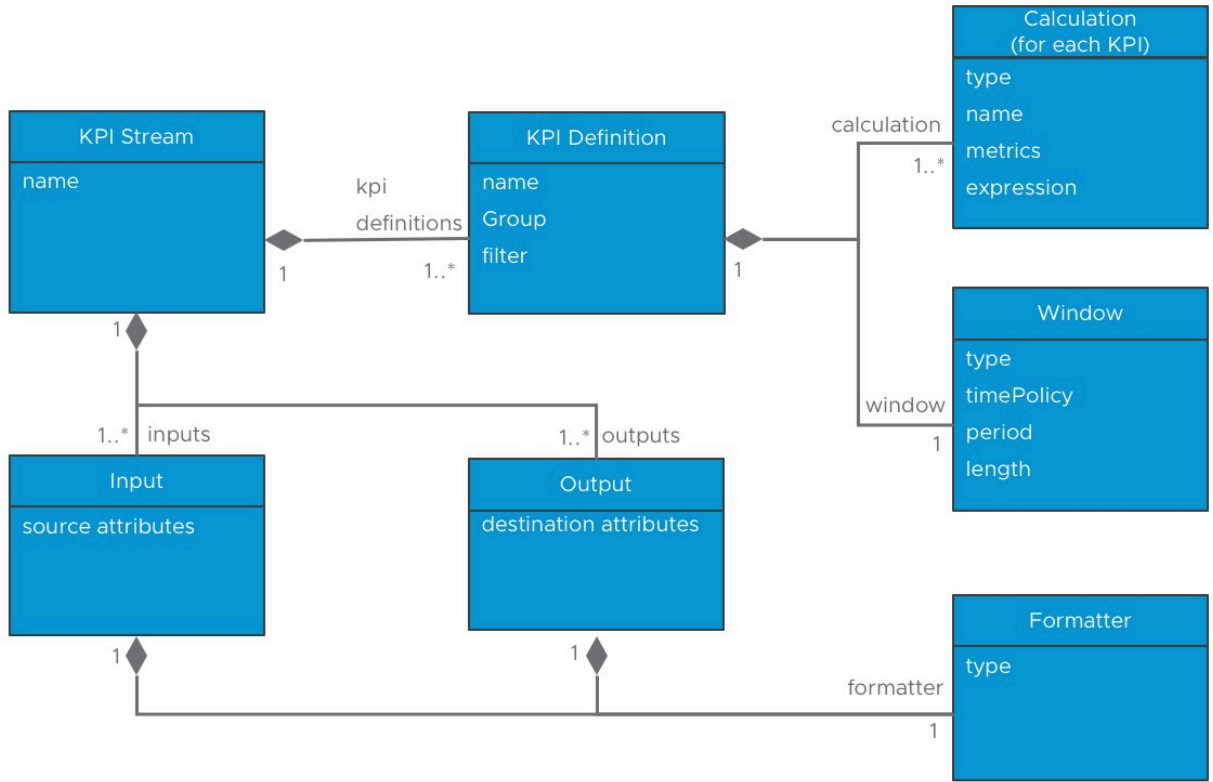 Calculation
(for each KPI)
type
name
metrics
expression
calculation
1..*
KPI Stream
name
kpi
definitions
1
1..*
KPI Definition
name
Group
filter
1
Window
type
timePolicy
period
length
window
1
1
1..* inputs
1..* outputs
Input
source attributes
Output
destination attributes
1
1
Formatter
type
formatter
1